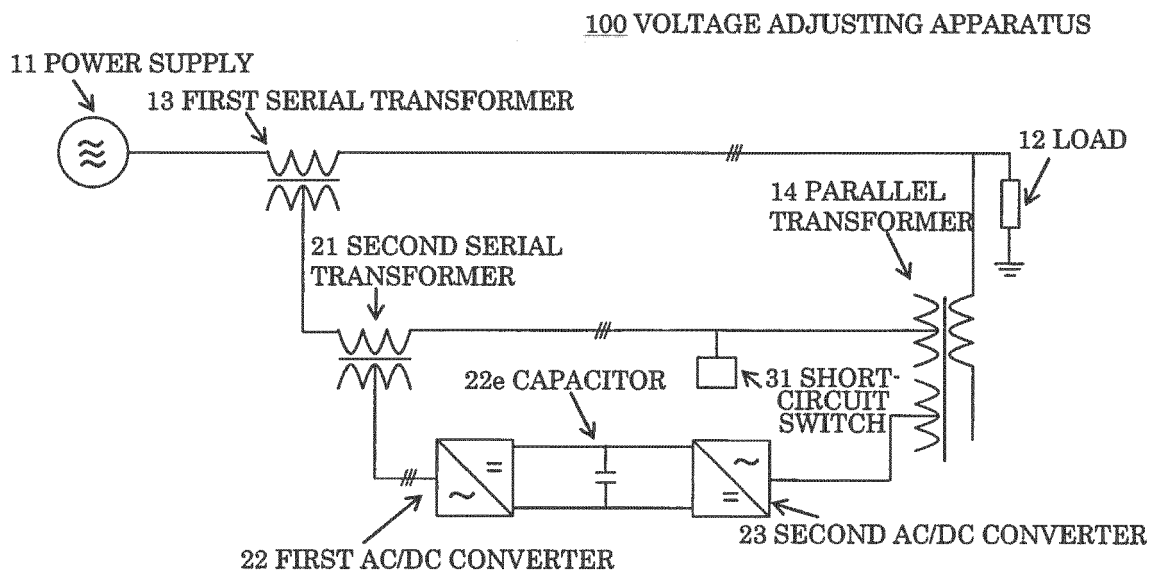 100 VOLTAGE ADJUSTING APPARATUS
11 POWER SUPPLY
13 FIRST SERIAL TRANSFORMER
12 LOAD
14 PARALLEL
TRANSFORMER
21 SECOND SERIAL
TRANSFORMER
22e CAPACITOR
31 SHORT-
CIRCUIT
SWITCH
23 SECOND AC/DC CONVERTER
22 FIRST AC/DC CONVERTER